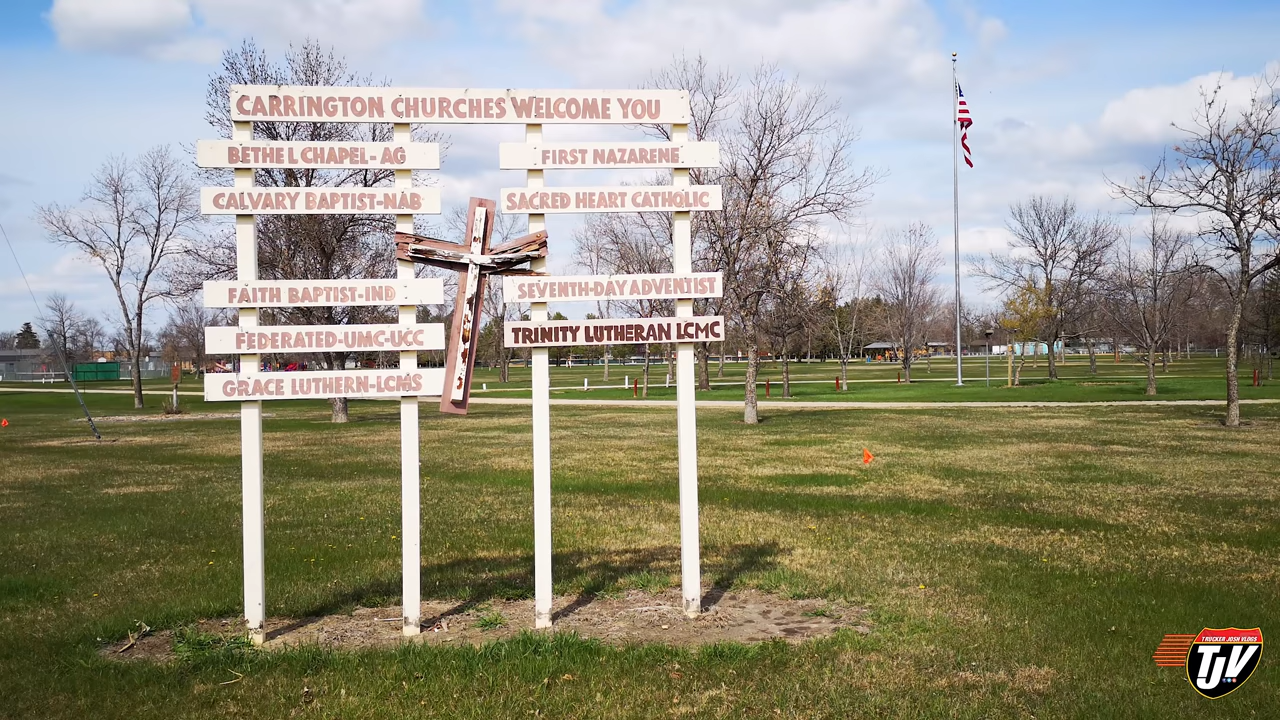 CARRINGTON CHURCHES WELCOME YOU
BETHEL CHAPEL-AG
CALVARY BAPTIST-NAB
FAITH BAPTIST-IND
FEDERATED-UMC-UCC
GRACE LUTHERN-LCMS
FIRST NAZARENE
SACRED HEART CATHOLIC
SEVENTH-DAY ADVENTIST
TRINITY LUTHERAN LCMC
TRUCKER JOSH VLOGS
TJV